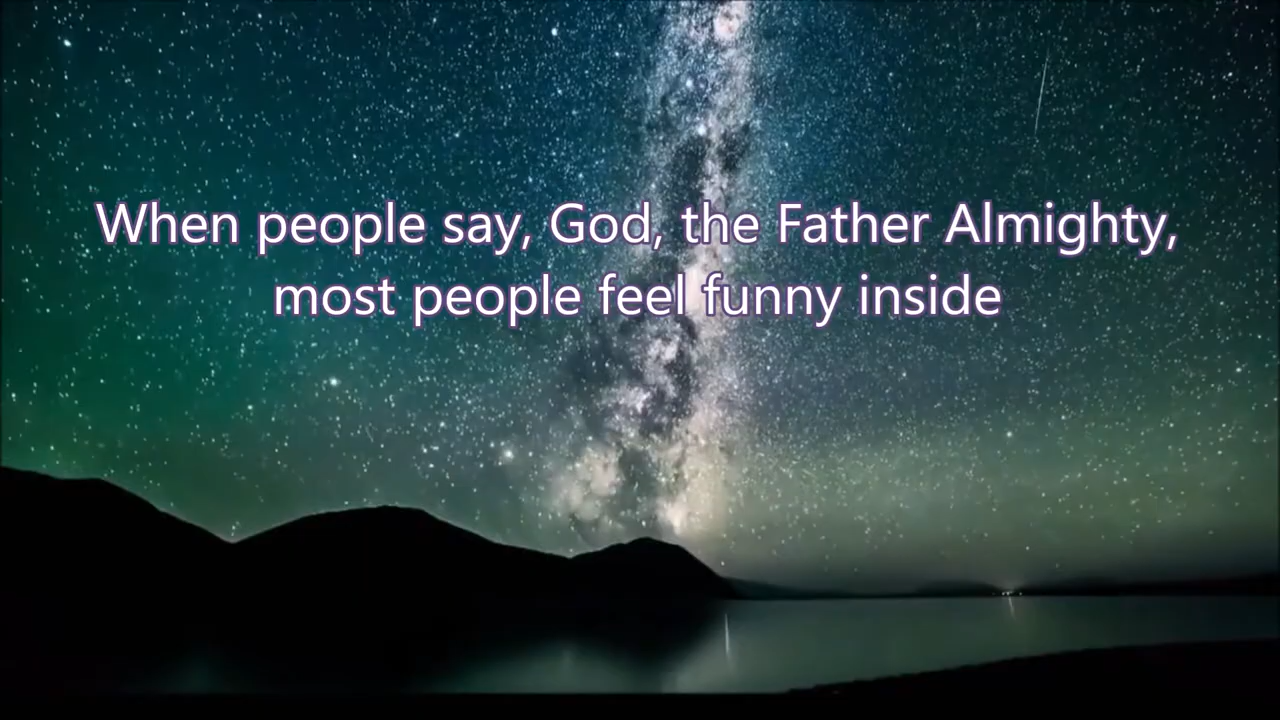 When people say, God, the Father Almighty,
most people feel funny inside